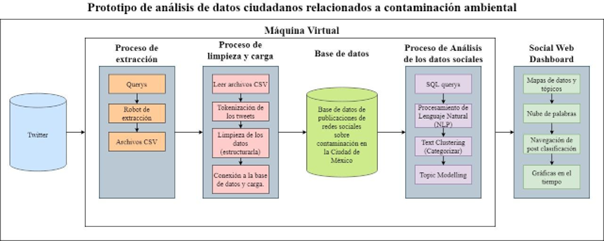 Prototipo de análisis de datos ciudadanos relacionados a contaminación ambiental
Máquina Virtual
Twitter
Proceso de
extracción
Querys
Robot de
extracción
Archivos CSV
Proceso de
limpieza y carga
Leer archivos CSV
Tokenización de
los tweets
Limpieza de los
datos
(estructurarla)
Conexión a la base
de datos y carga.
Base de datos
Base de datos de
publicaciones de
redes sociales
sobre
contaminación en
la Ciudad de
México
Proceso de Análisis
de los datos sociales
SQL querys
Procesamiento de
Lenguaje Natural
(NLP)
Text Clustering
(Categorizar)
Topic Modelling
Social Web
Dashboard
Mapas de datos y
tópicos
Nube de palabras
Navegación de
post clasificación
Gráficas en el
tiempo